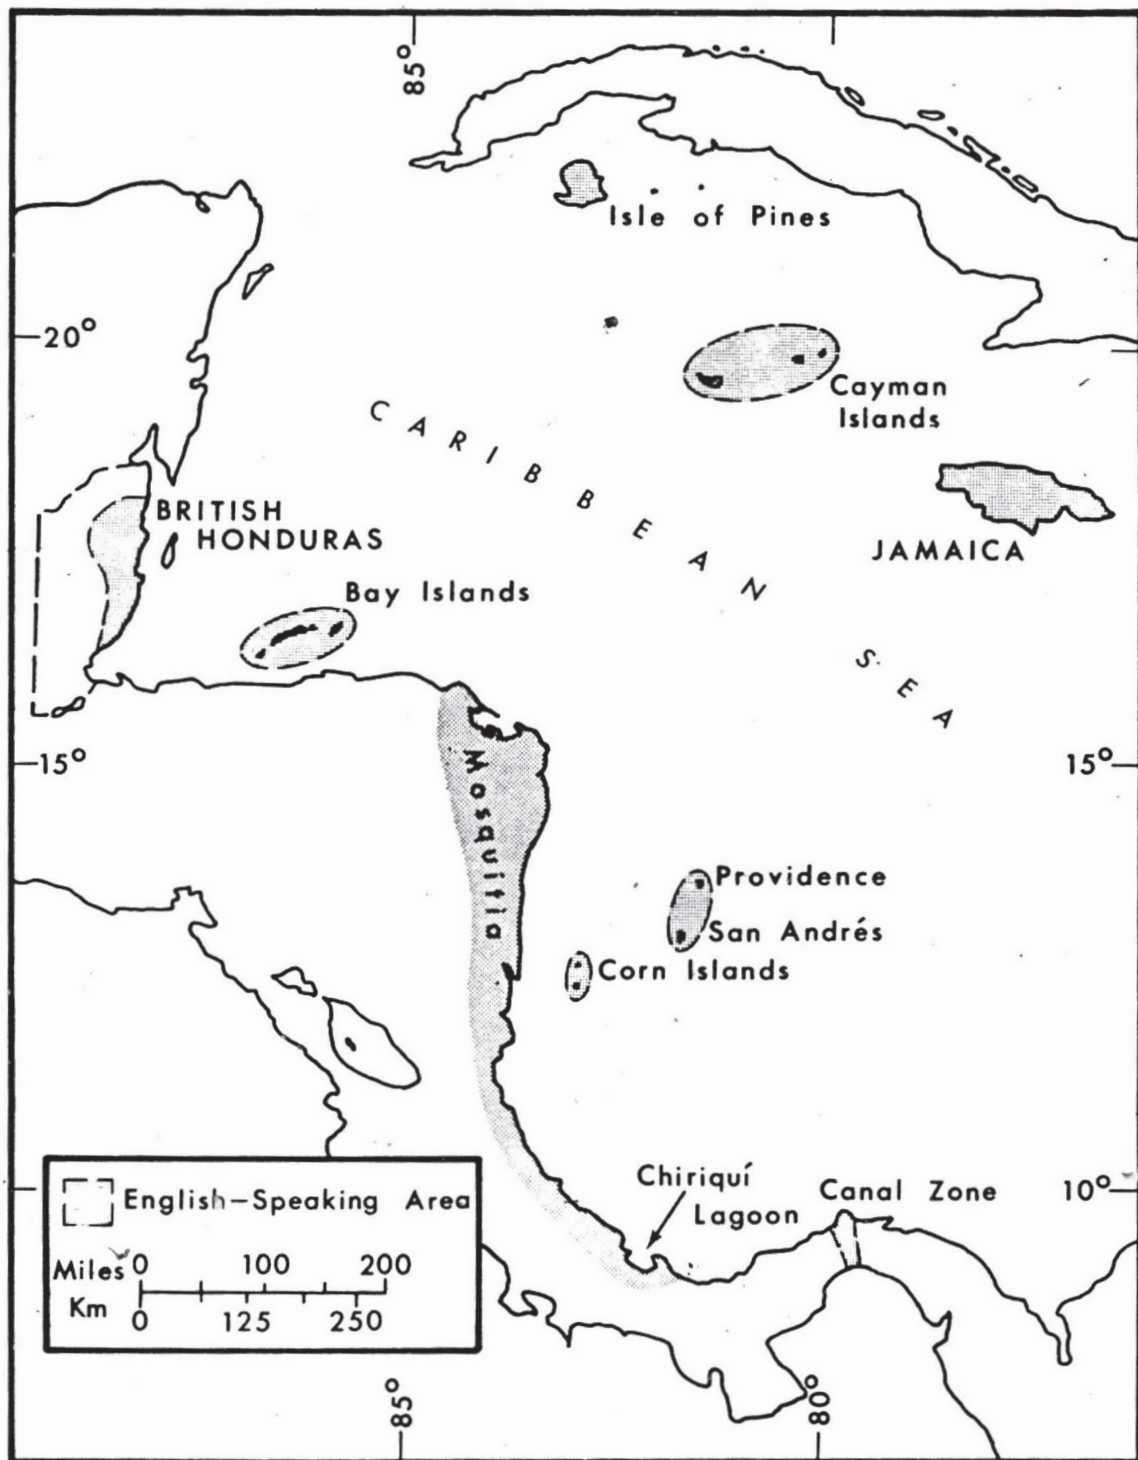 85°
Isle of Pines
20°
Cayman
Islands
CARIBBEAN SEA
BRITISH
HONDURAS
JAMAICA
Bay Islands
Mosquitia
15°
15°
Providence
San Andrés
Corn Islands
Chiriquí
Lagoon
Canal Zone
10°
English-Speaking Area
Miles 0 100 200
Km 0 125 250
85°
80°